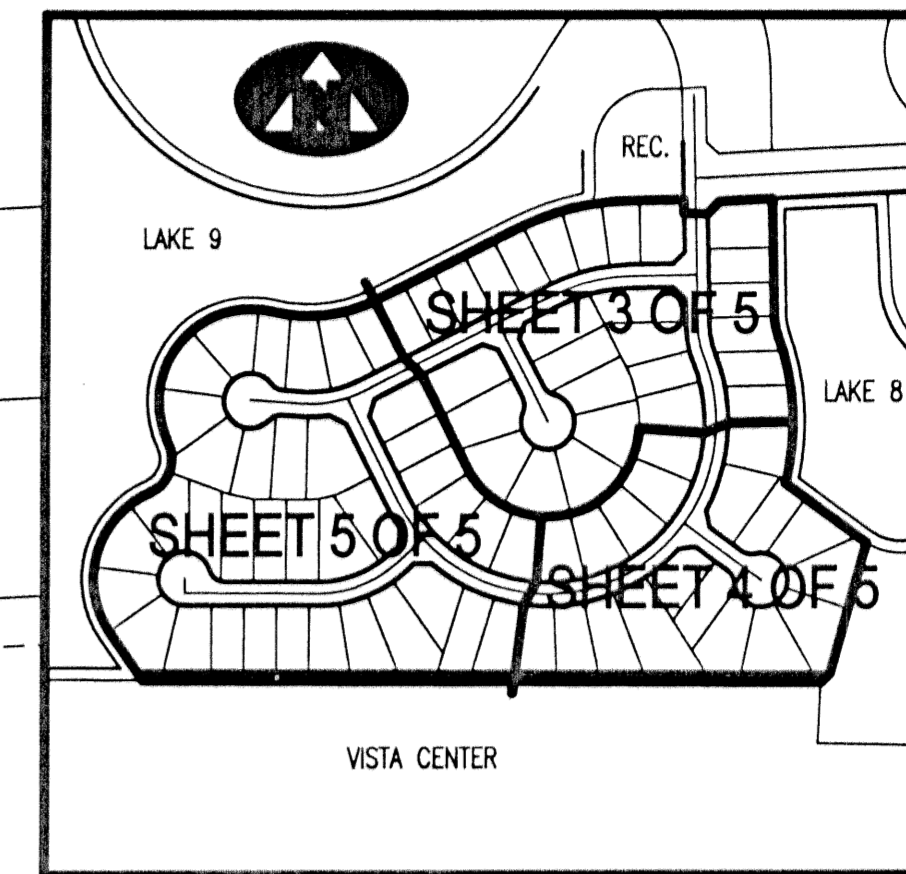 N
REC.
LAKE 9
SHEET 3 OF 5
LAKE 8
SHEET 5 OF 5
SHEET 4 OF 5
VISTA CENTER